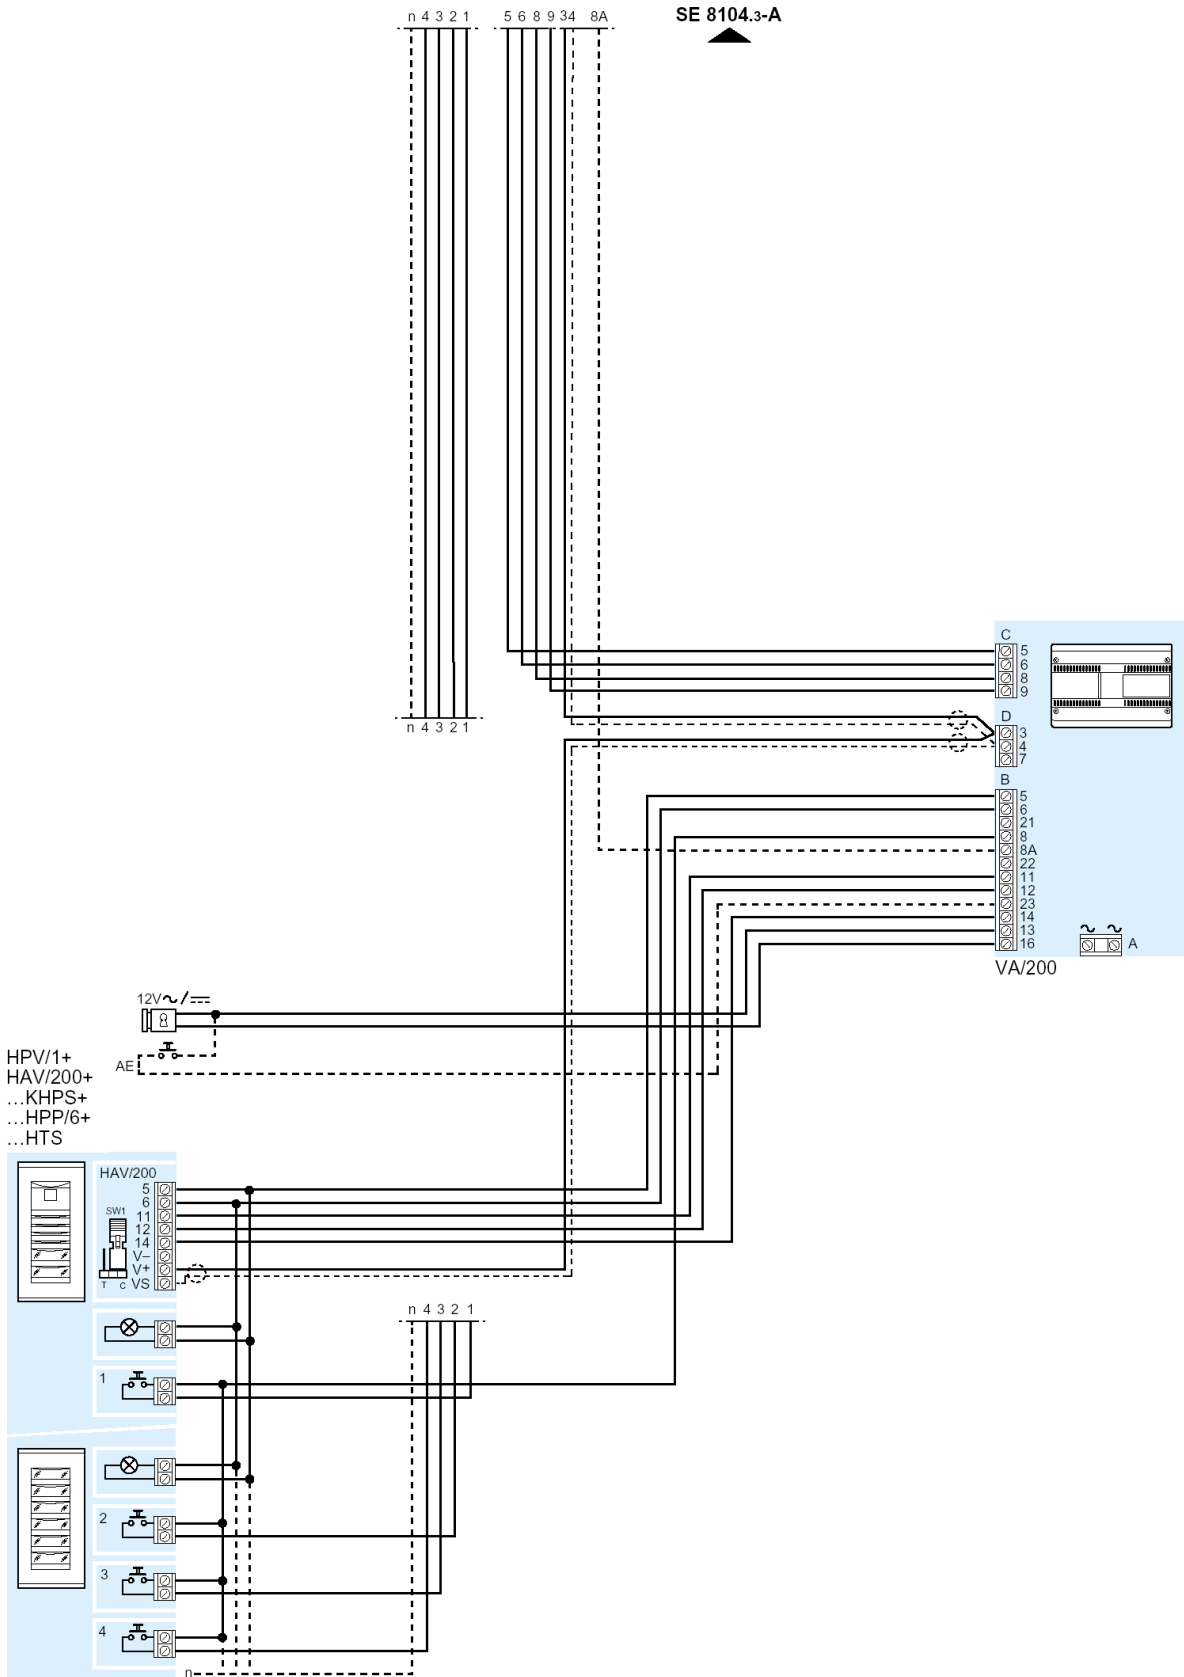 n 4 3 2 1 5 6 8 9 34 8A SE 8104.3-A
C
5
6
8
9
D
n 4 3 2 1
3
4
7
B
5
6
21
8
8A
22
11
12
23
14
13
16
A
VA/200
12V
HPV/1+
AE
HAV/200+
...KHPS+
...HPP/6+
...HTS
HAV/200
5
6
SW1
11
12
14
V–
V+
T C VS
n 4 3 2 1
1
2
3
4
n